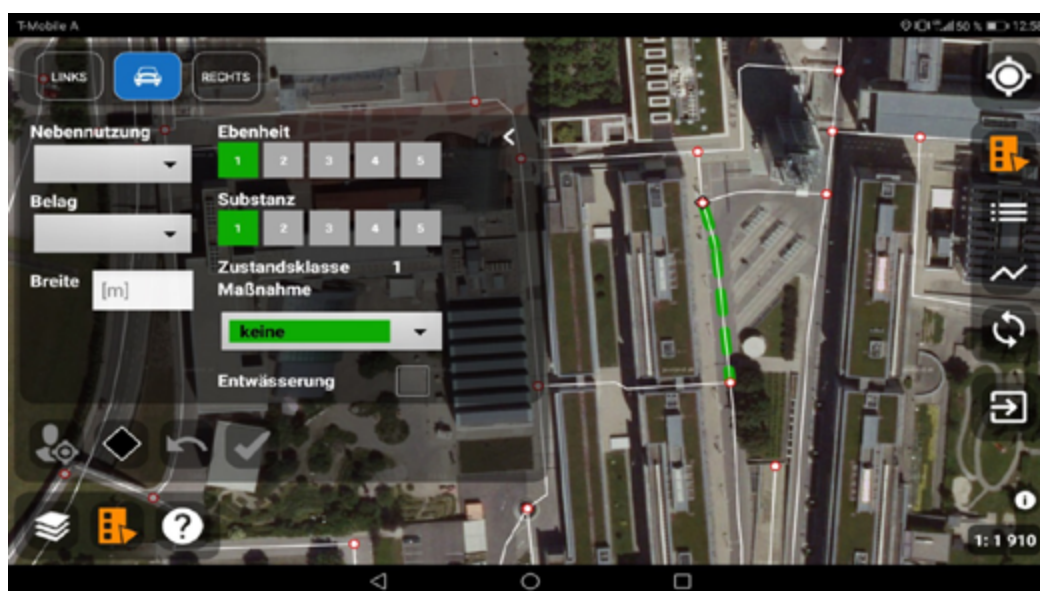 T-Mobile A
50 % 12:58
LINKS
RECHTS
Nebennutzung
Ebenheit
1 2 3 4 5
Belag
Substanz
1 2 3 4 5
Zustandsklasse 1
Breite [m]
Maßnahme
keine
Entwässerung
?
i
1: 1 910